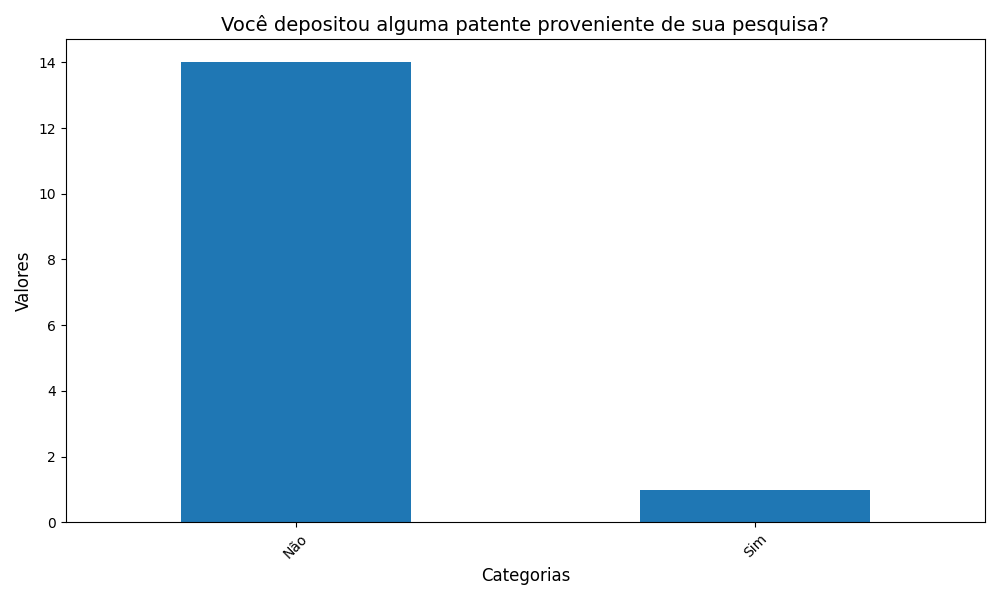 Você depositou alguma patente proveniente de sua pesquisa?
Valores
14
12
10
8
6
4
2
0
Não
Sim
Categorias